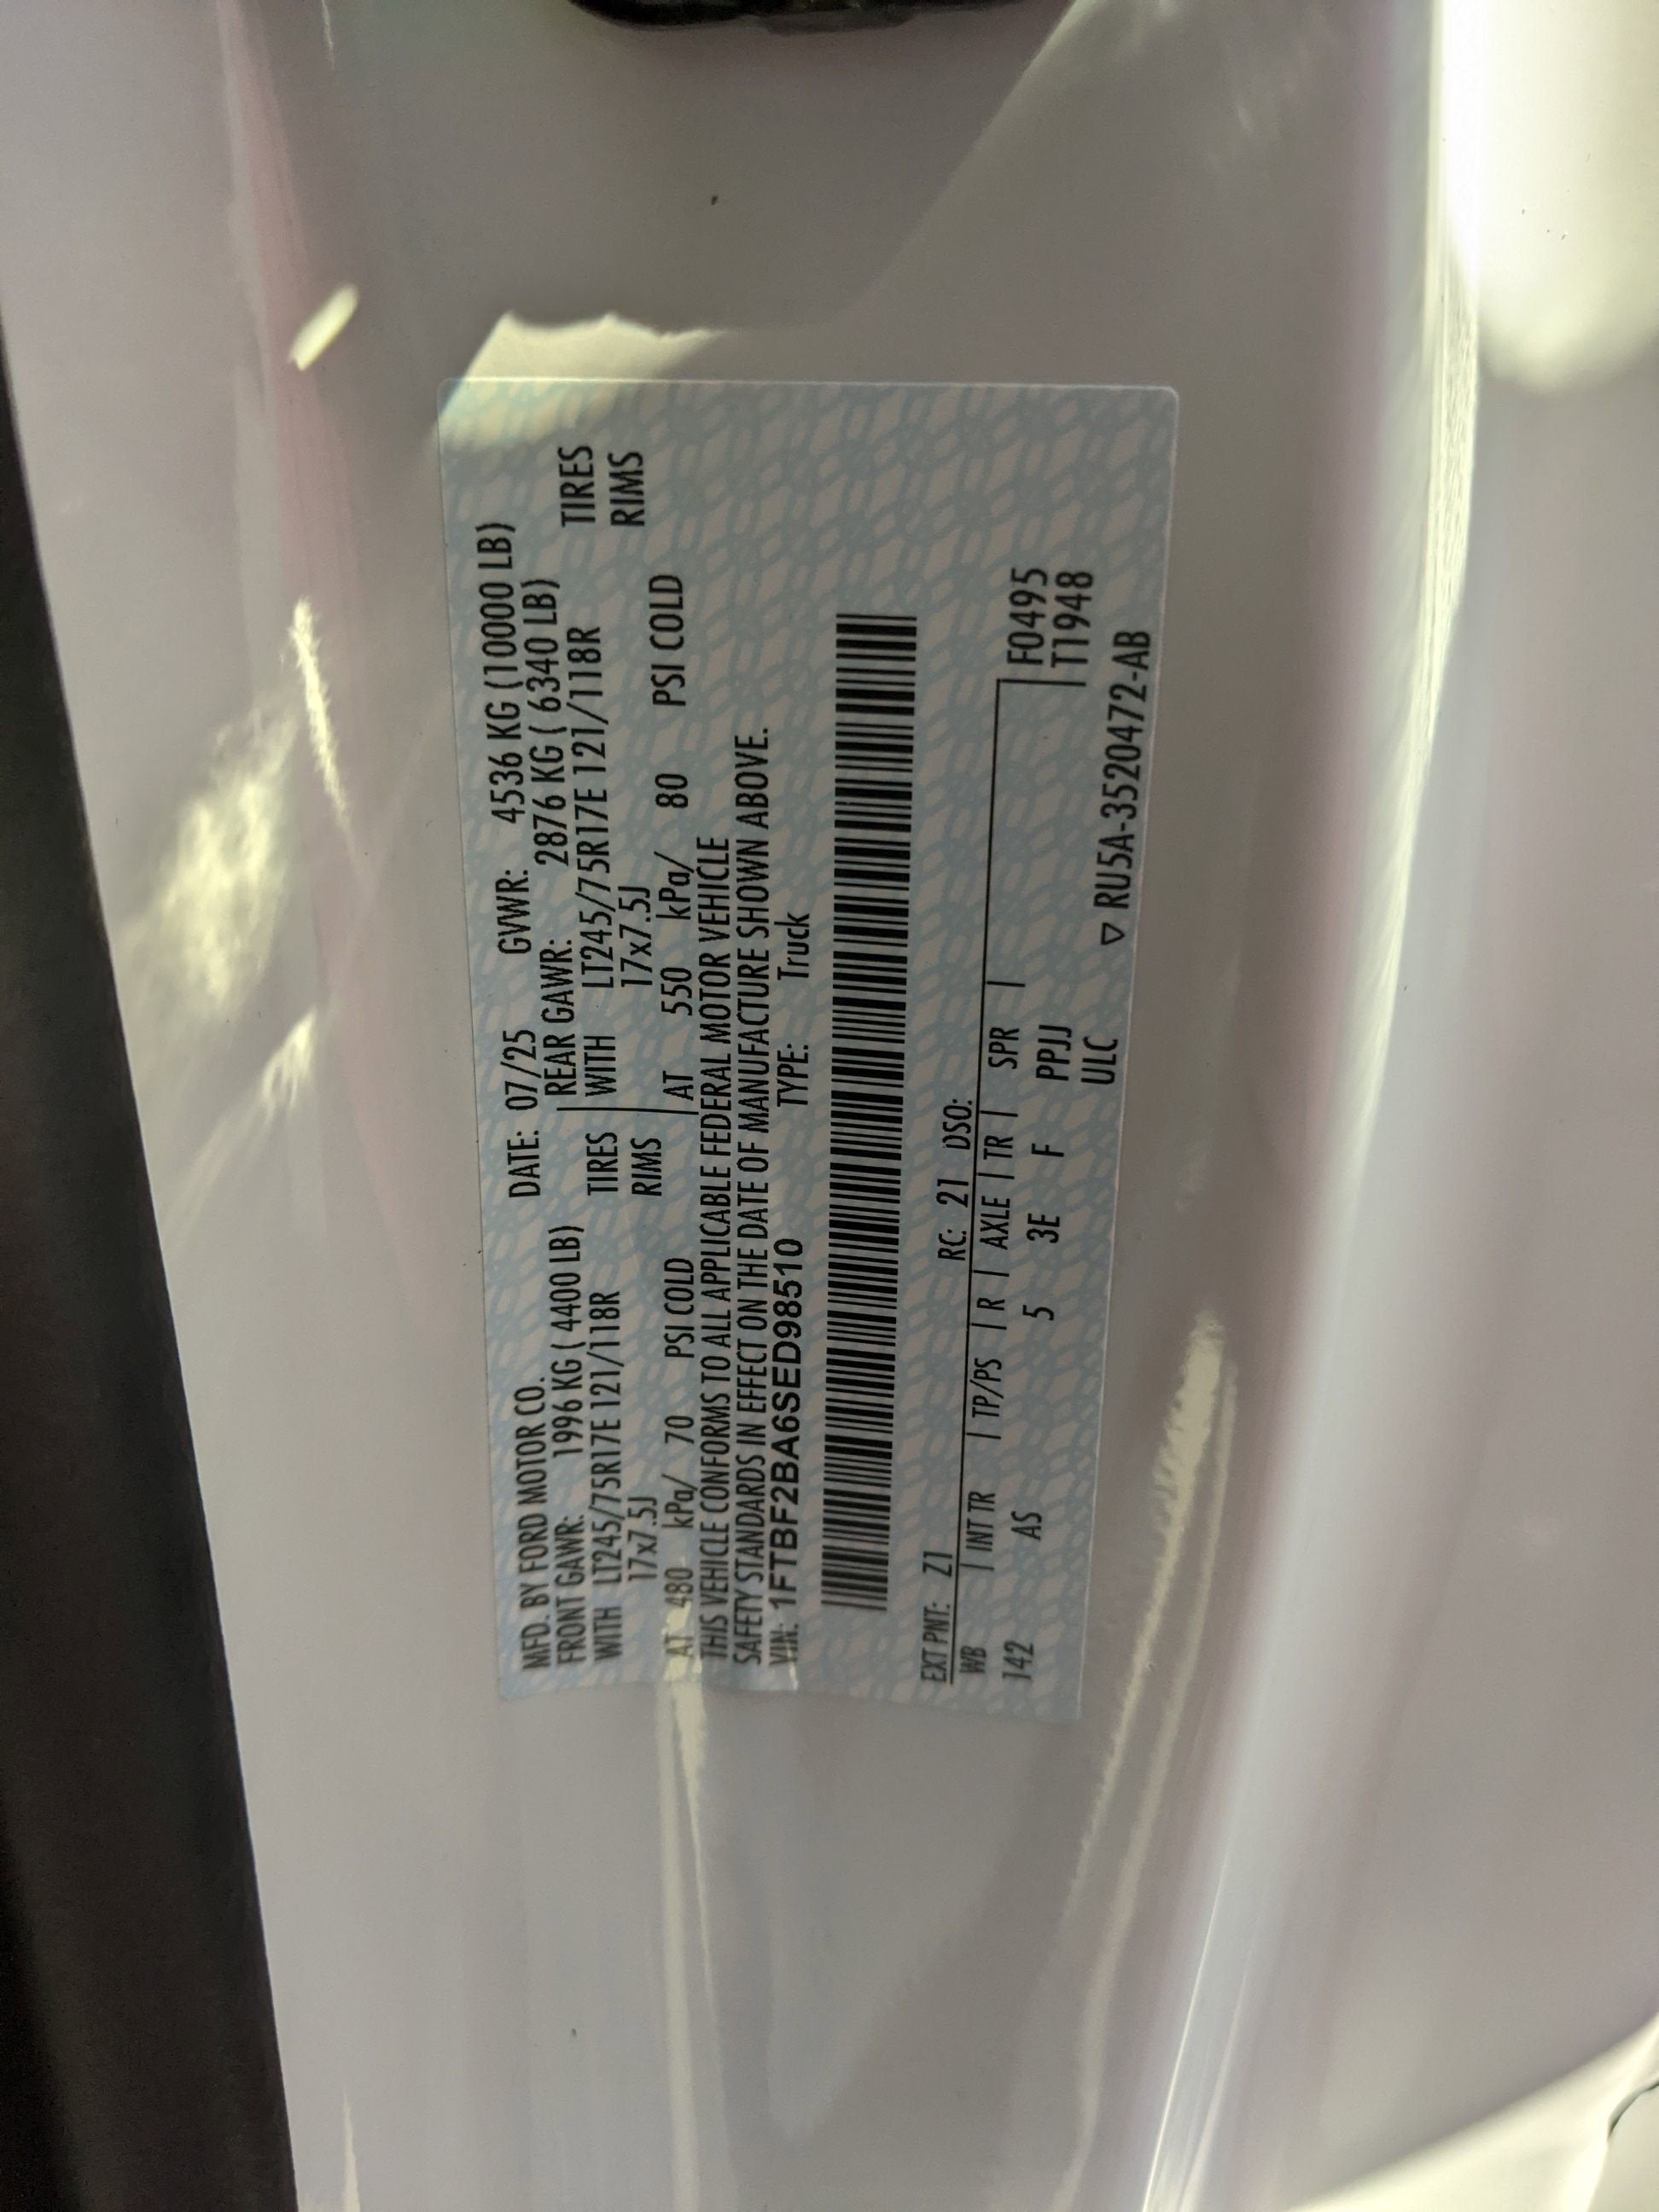 MFD. BY FORD MOTOR CO. DATE: 07/25 GVWR: 4536 KG (10000 LB)
FRONT GAWR: 1996 KG ( 4400 LB) REAR GAWR: 2876 KG ( 6340 LB)
WITH LT245/75R17E 121/118R TIRES WITH LT245/75R17E 121/118R TIRES
17x7.5J RIMS 17x7.5J RIMS
AT 480 kPa/ 70 PSI COLD AT 550 kPa/ 80 PSI COLD
THIS VEHICLE CONFORMS TO ALL APPLICABLE FEDERAL MOTOR VEHICLE
SAFETY STANDARDS IN EFFECT ON THE DATE OF MANUFACTURE SHOWN ABOVE.
VIN: 1FTBF2BA6SED98510 TYPE: Truck
EXT PNT: Z1 RC: 21 DSO:
WB | INT TR | TP/PS | R | AXLE | TR | SPR | F0495
142 AS 5 3E F PPJJ T1948
ULC ▽ RU5A-3520472-AB